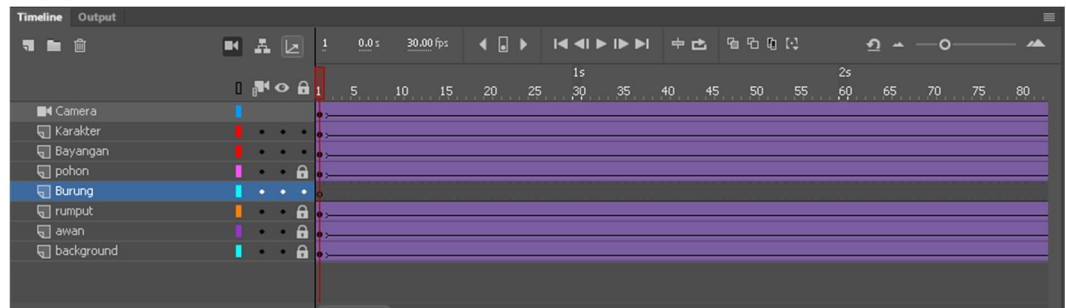 Timeline Output
1 0.0 s 30.00 fps
1s 2s
1 5 10 15 20 25 30 35 40 45 50 55 60 65 70 75 80
Camera
Karakter
Bayangan
pohon
Burung
rumput
awan
background